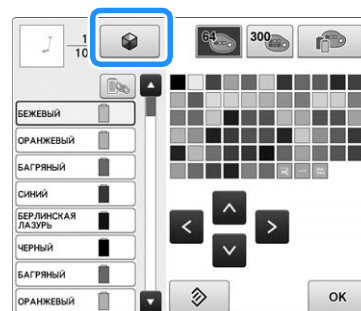 1
10
64
300
БЕЖЕВЫЙ
ОРАНЖЕВЫЙ
БАГРЯНЫЙ
СИНИЙ
БЕРЛИНСКАЯ
ЛАЗУРЬ
ЧЕРНЫЙ
БАГРЯНЫЙ
ОРАНЖЕВЫЙ
OK